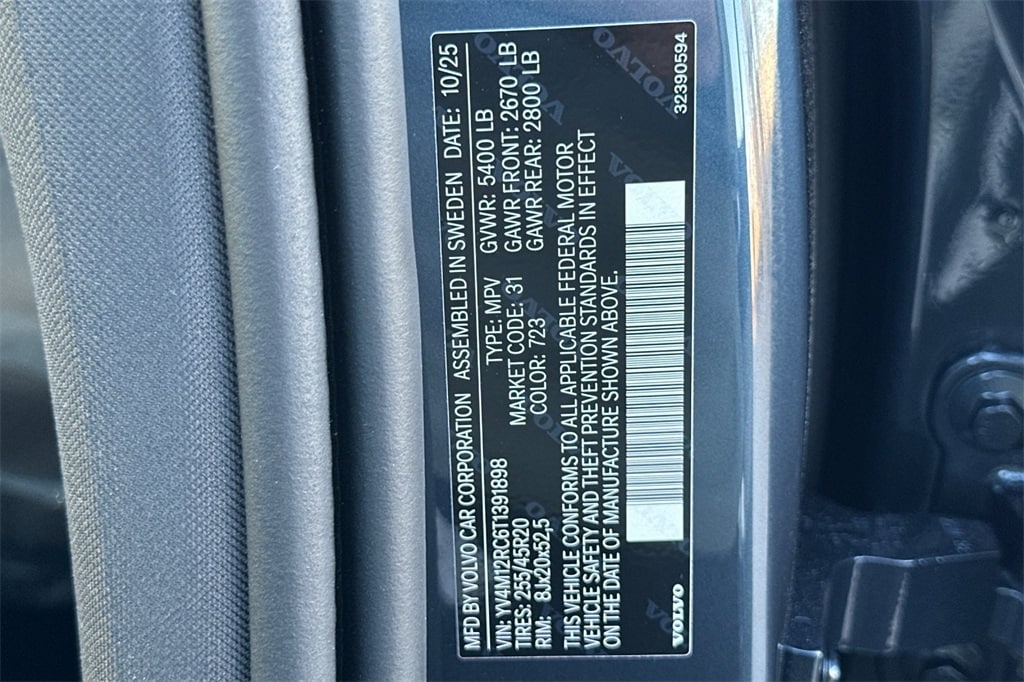 MFD BY VOLVO CAR CORPORATION ASSEMBLED IN SWEDEN DATE: 10/25
VIN: YV4M12RC6T1391898 TYPE: MPV GVWR: 5400 LB
TIRES: 255/45R20 MARKET CODE: 31 GAWR FRONT: 2670 LB
RIM: 8Jx20x52,5 COLOR: 723 GAWR REAR: 2800 LB
THIS VEHICLE CONFORMS TO ALL APPLICABLE FEDERAL MOTOR
VEHICLE SAFETY AND THEFT PREVENTION STANDARDS IN EFFECT
ON THE DATE OF MANUFACTURE SHOWN ABOVE.
VOLVO 32390594